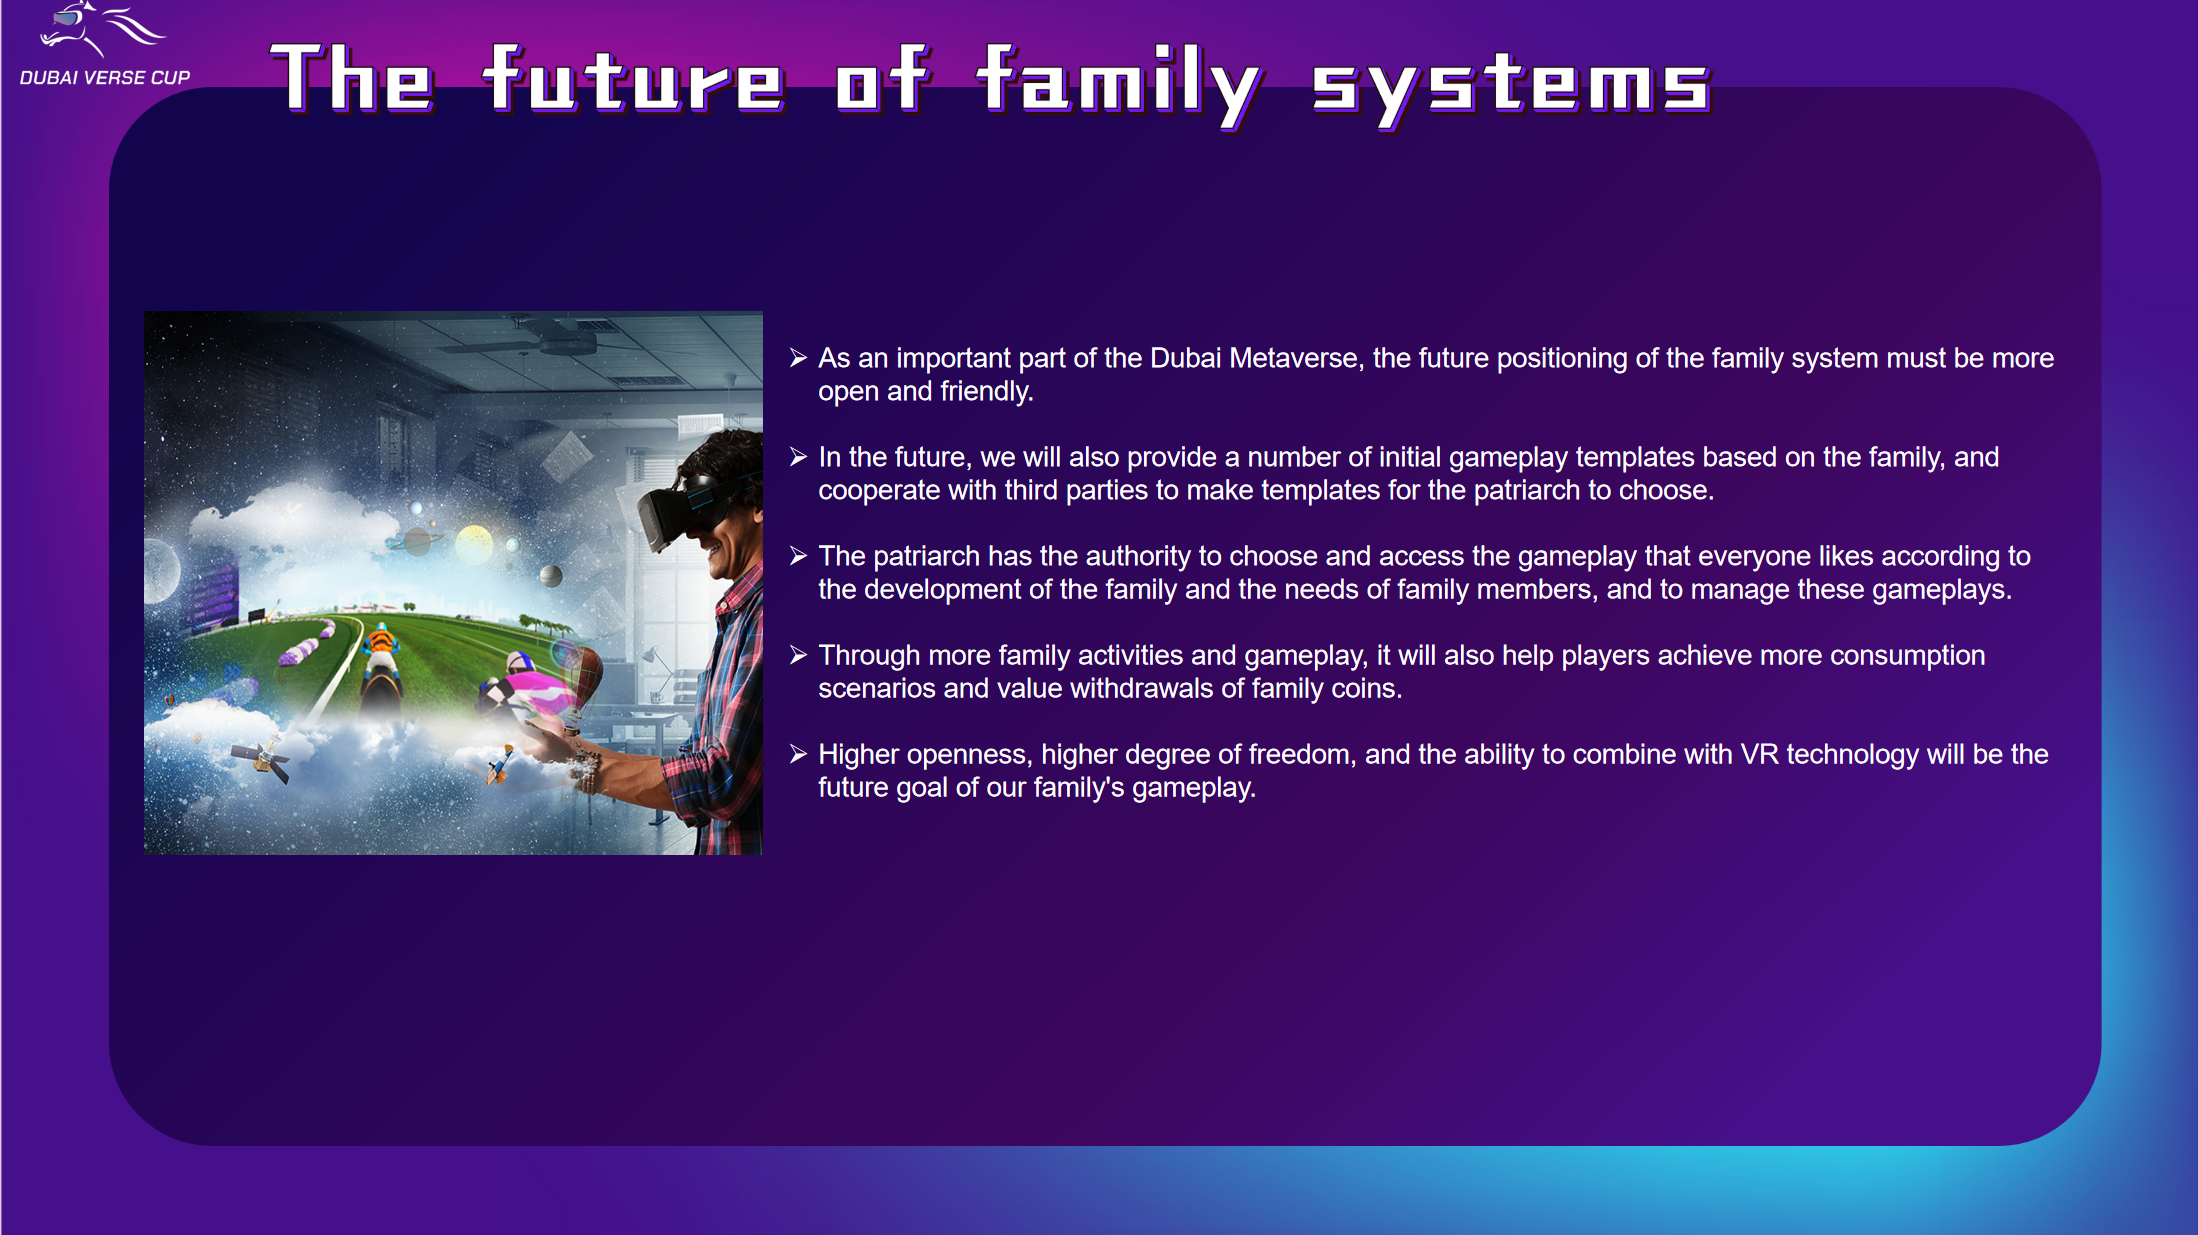 DUBAI VERSE CUP
The future of family systems
➢ As an important part of the Dubai Metaverse, the future positioning of the family system must be more
open and friendly.
➢ In the future, we will also provide a number of initial gameplay templates based on the family, and
cooperate with third parties to make templates for the patriarch to choose.
➢ The patriarch has the authority to choose and access the gameplay that everyone likes according to
the development of the family and the needs of family members, and to manage these gameplays.
➢ Through more family activities and gameplay, it will also help players achieve more consumption
scenarios and value withdrawals of family coins.
➢ Higher openness, higher degree of freedom, and the ability to combine with VR technology will be the
future goal of our family's gameplay.